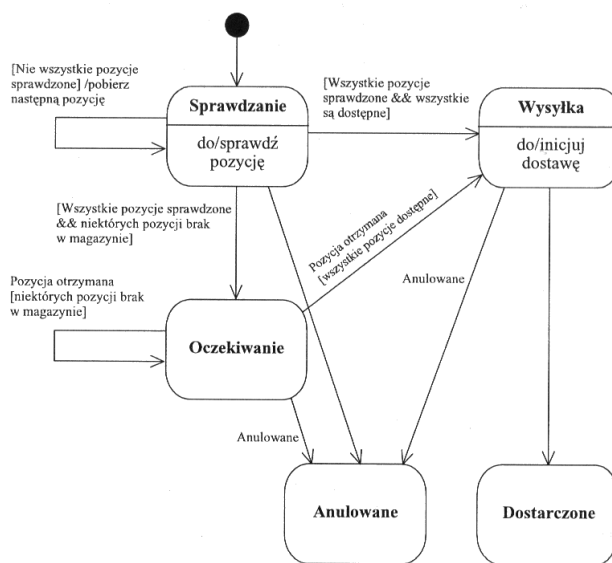 [Nie wszystkie pozycje
sprawdzone] /pobierz
następną pozycję
Sprawdzanie
do/sprawdź
pozycję
[Wszystkie pozycje
sprawdzone && wszystkie
są dostępne]
Wysyłka
do/inicjuj
dostawę
[Wszystkie pozycje sprawdzone
&& niektórych pozycji brak
w magazynie]
Pozycja otrzymana
[wszystkie pozycje dostępne]
Pozycja otrzymana
[niektórych pozycji brak
w magazynie]
Anulowane
Oczekiwanie
Anulowane
Anulowane
Dostarczone